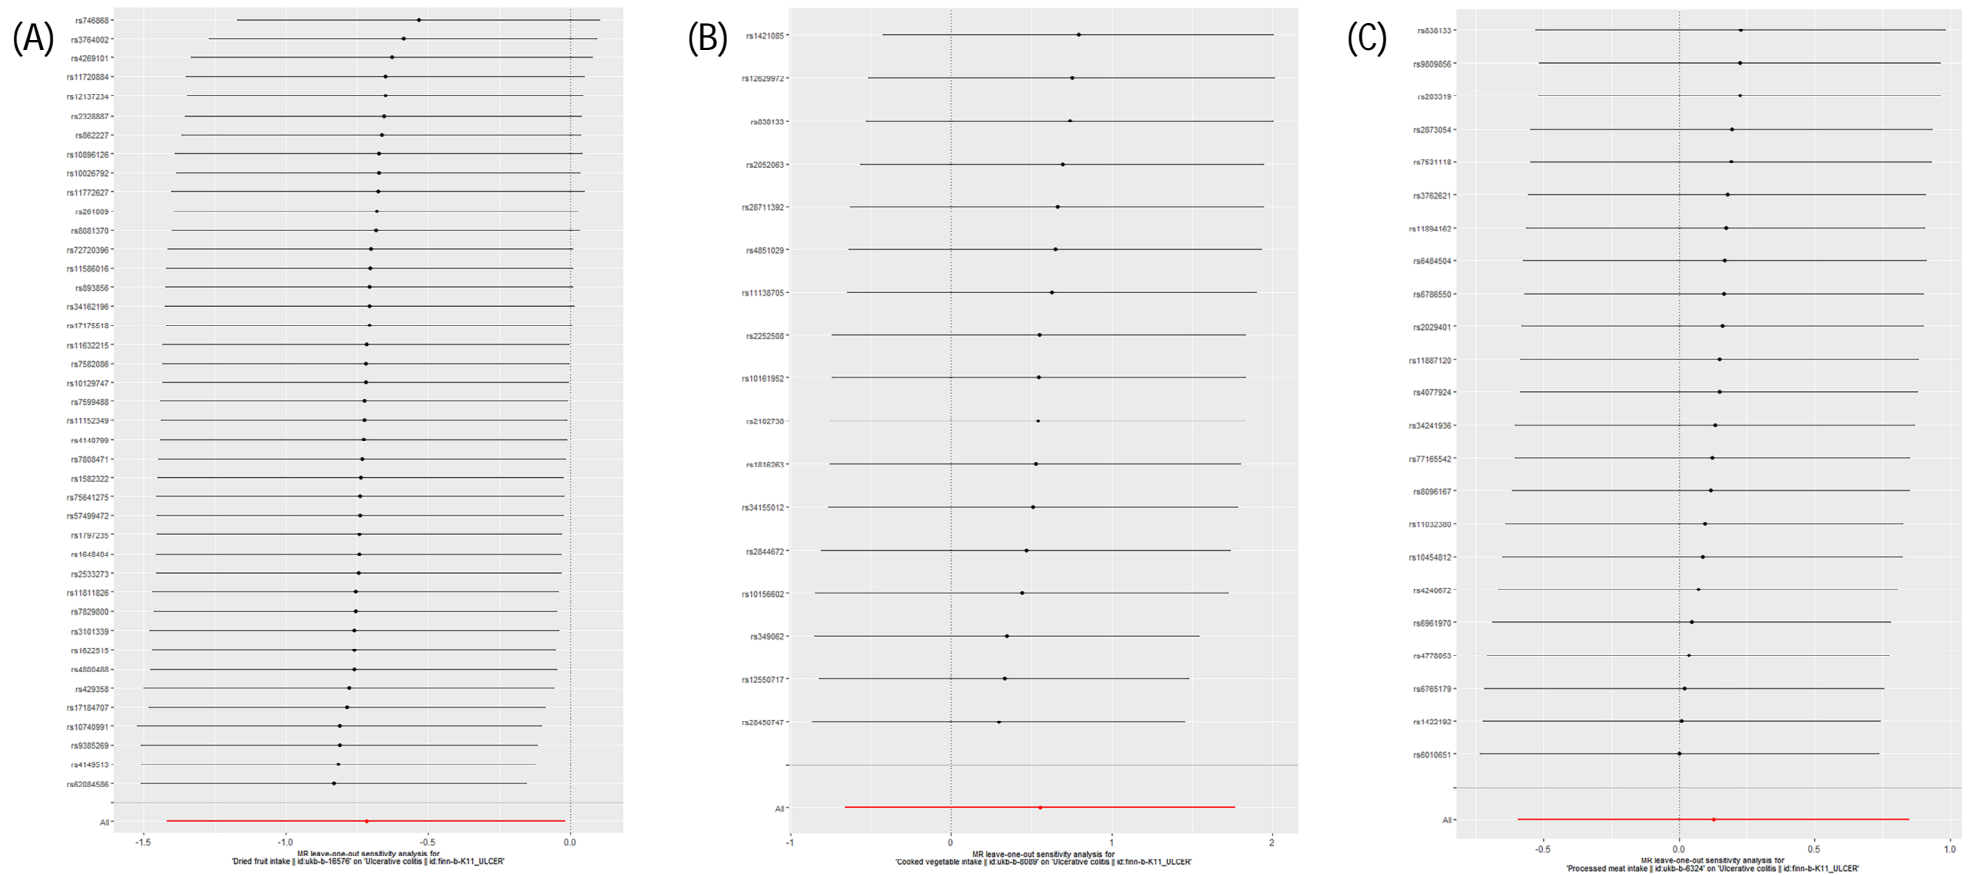 (A)
rs746868
rs3764002
rs4269101
rs11720884
rs12137234
rs2328887
rs862227
rs10896126
rs10026792
rs11772627
rs261809
rs8081370
rs72720396
rs11586016
rs893856
rs34162196
rs17175518
rs11632215
rs7582086
rs10129747
rs7599488
rs11152349
rs4140799
rs7808471
rs1582322
rs75641275
rs57499472
rs1797235
rs1648404
rs2533273
rs11811826
rs7829800
rs3101339
rs1622515
rs4800488
rs429358
rs17184707
rs10740991
rs9385269
rs4149513
rs62084586
All
-1.5 -1.0 -0.5 0.0
MR leave-one-out sensitivity analysis for
'Dried fruit intake || id:ukb-b-16576' on 'Ulcerative colitis || id:finn-b-K11_ULCER'
(B)
rs1421085
rs12629972
rs838133
rs2052063
rs28711392
rs4851029
rs11138705
rs2252508
rs10161952
rs2102738
rs1816263
rs34155012
rs2844672
rs10156602
rs349062
rs12550717
rs28450747
All
-1 0 1 2
MR leave-one-out sensitivity analysis for
'Cooked vegetable intake || id:ukb-b-8089' on 'Ulcerative colitis || id:finn-b-K11_ULCER'
(C)
rs838133
rs9809856
rs203319
rs2873054
rs7531118
rs3762621
rs11894162
rs6484504
rs6786550
rs2029401
rs11887120
rs4077924
rs34241936
rs77165542
rs8096167
rs11032380
rs10454812
rs4240672
rs6961970
rs4778053
rs6765179
rs1422192
rs6010651
All
-0.5 0.0 0.5 1.0
MR leave-one-out sensitivity analysis for
'Processed meat intake || id:ukb-b-6324' on 'Ulcerative colitis || id:finn-b-K11_ULCER'